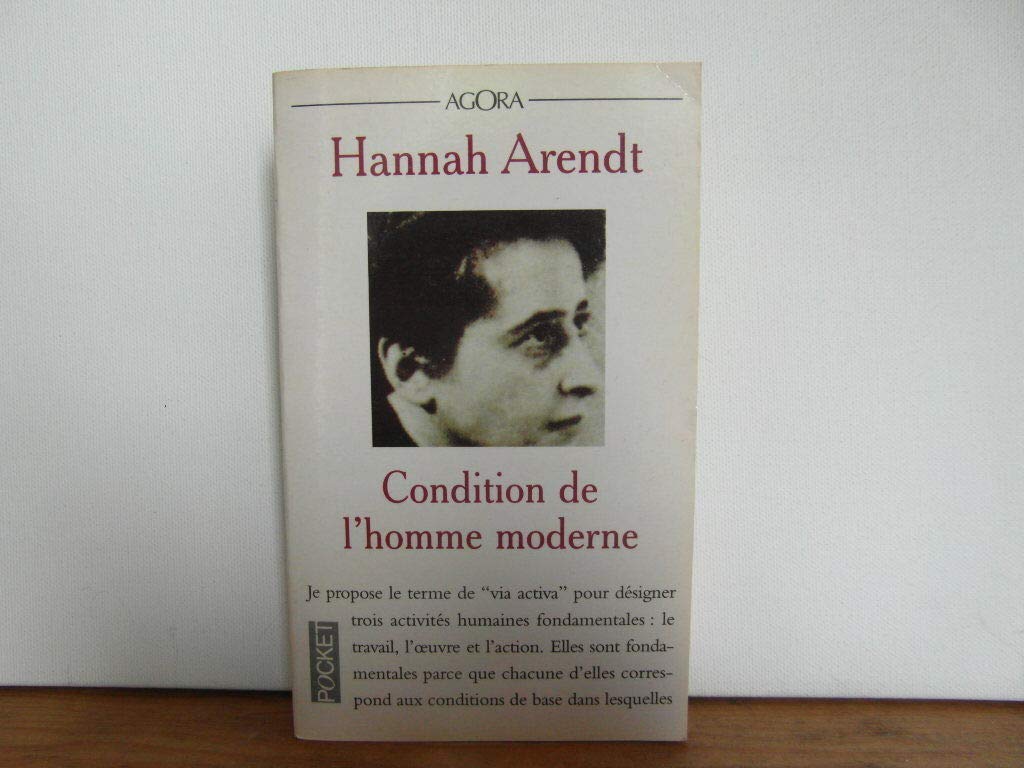 AGORA
Hannah Arendt
Condition de
l'homme moderne
Je propose le terme de “via activa” pour désigner
trois activités humaines fondamentales : le
travail, l'œuvre et l'action. Elles sont fonda-
mentales parce que chacune d'elles corres-
pond aux conditions de base dans lesquelles
POCKET